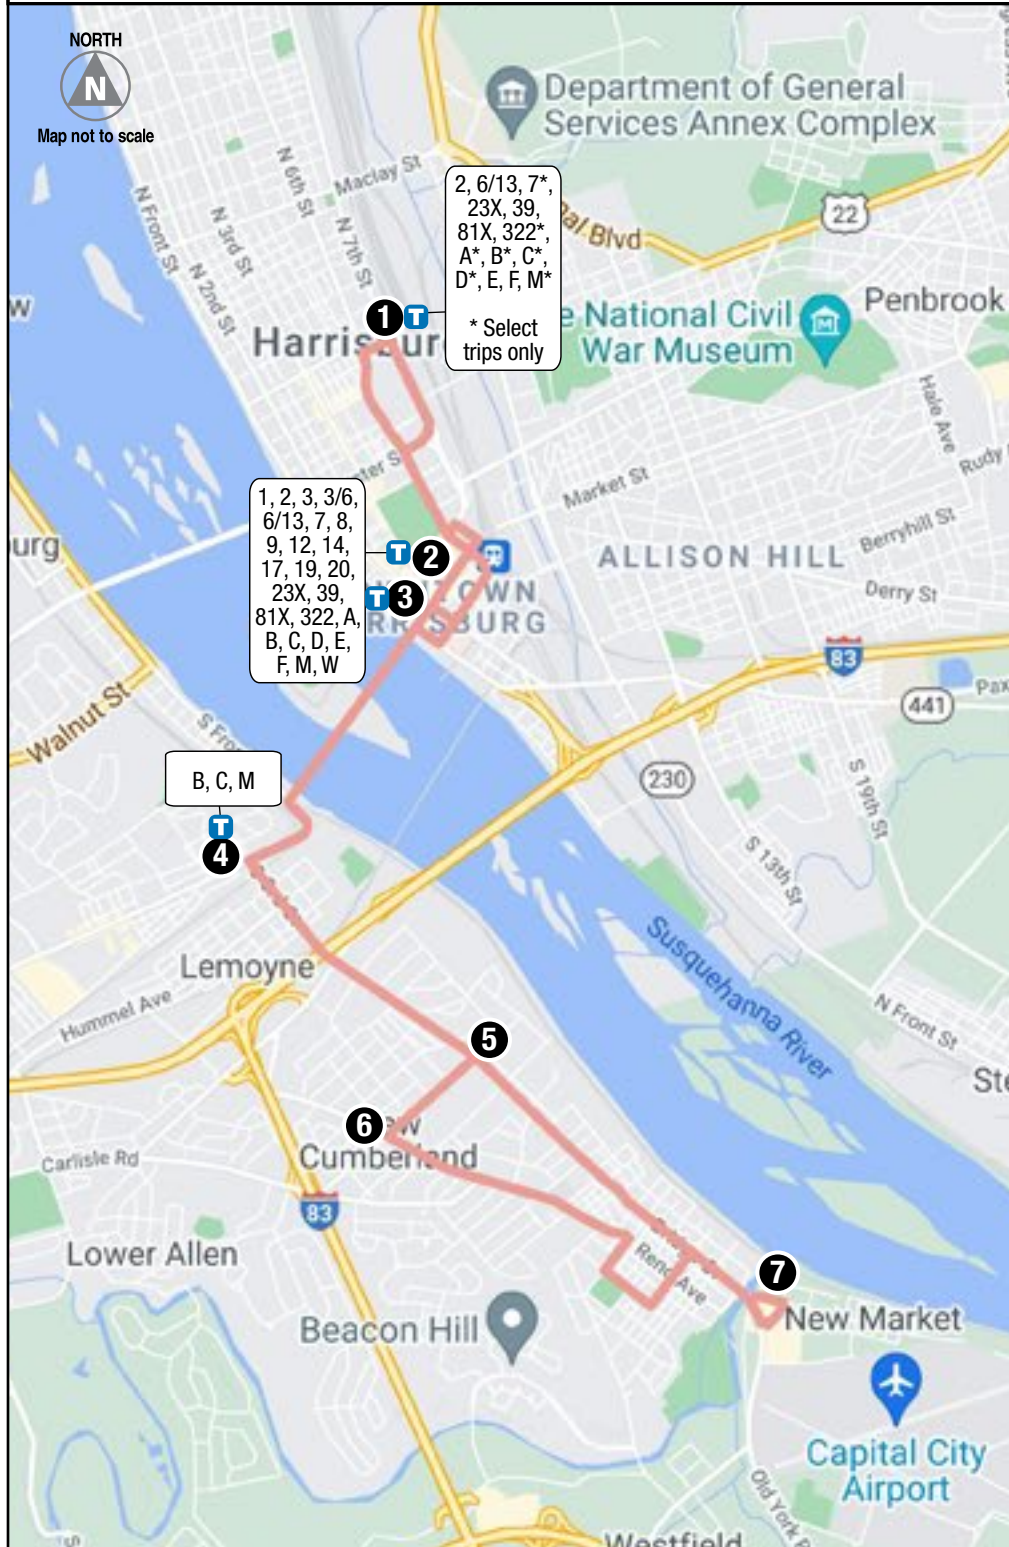 NORTH
N
Map not to scale
Department of General
Services Annex Complex
N 6th St
Maclay St
N Front St
N 3rd St
N 7th St
N 2nd St
2, 6/13, 7*,
23X, 39,
81X, 322*,
A*, B*, C*,
D*, E, F, M*
* Select
trips only
Blvd
22
Penbrook
National Civil
War Museum
1
T
Hale Ave
Rudy
Market St
Berryhill St
ALLISON HILL
Derry St
1, 2, 3, 3/6,
6/13, 7, 8,
9, 12, 14,
17, 19, 20,
23X, 39,
81X, 322, A,
B, C, D, E,
F, M, W
T
2
T
3
83
441
Walnut St
230
S 19th St
S 13th St
B, C, M
T
4
Lemoyne
Hummel Ave
Susquehanna River
N Front St
5
6
Cumberland
Carlisle Rd
83
Lower Allen
Reno Ave
7
New Market
Beacon Hill
Capital City
Airport
Old York
Westfield